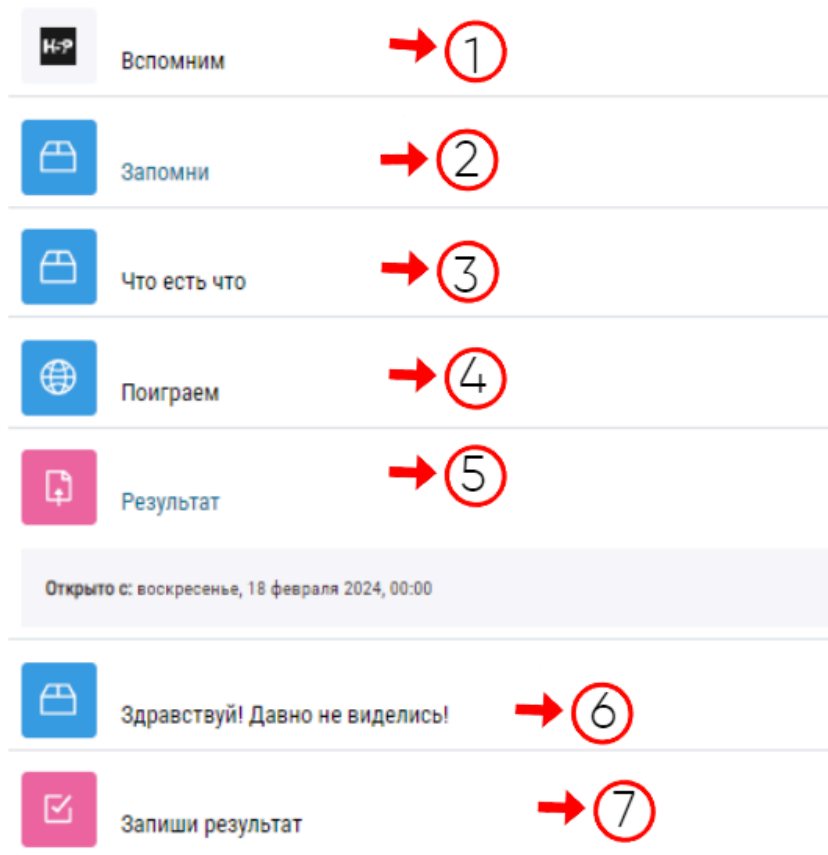 H-P
Вспомним 1
Запомни 2
Что есть что 3
Поиграем 4
Результат 5
Открыто с: воскресенье, 18 февраля 2024, 00:00
Здравствуй! Давно не виделись! 6
Запиши результат 7